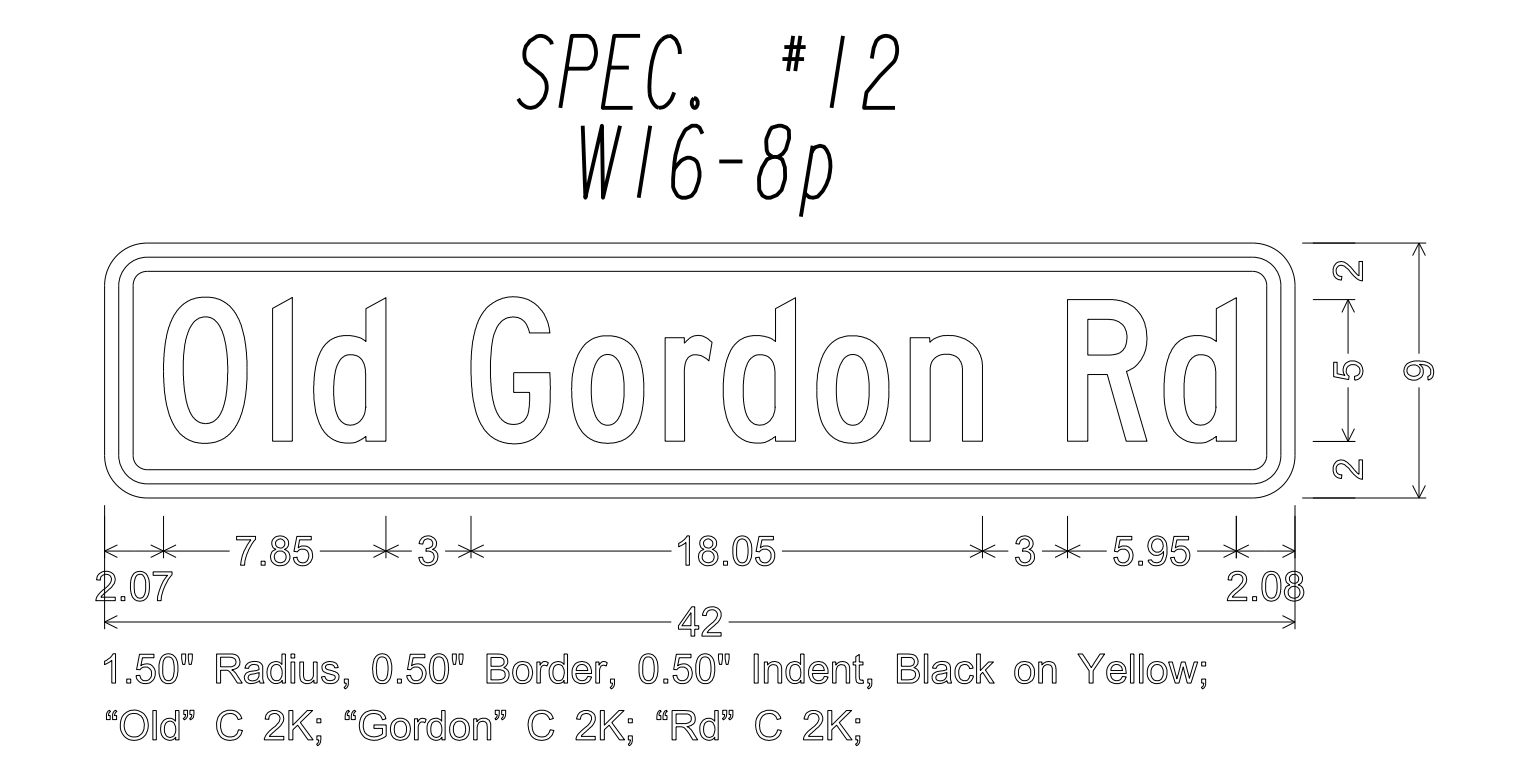 SPEC. #12
W16-8p
Old Gordon Rd
2
5
9
2
7.85 3 18.05 3 5.95
2.07 2.08
42
1.50" Radius, 0.50" Border, 0.50" Indent, Black on Yellow;
“Old” C 2K; “Gordon” C 2K; “Rd” C 2K;